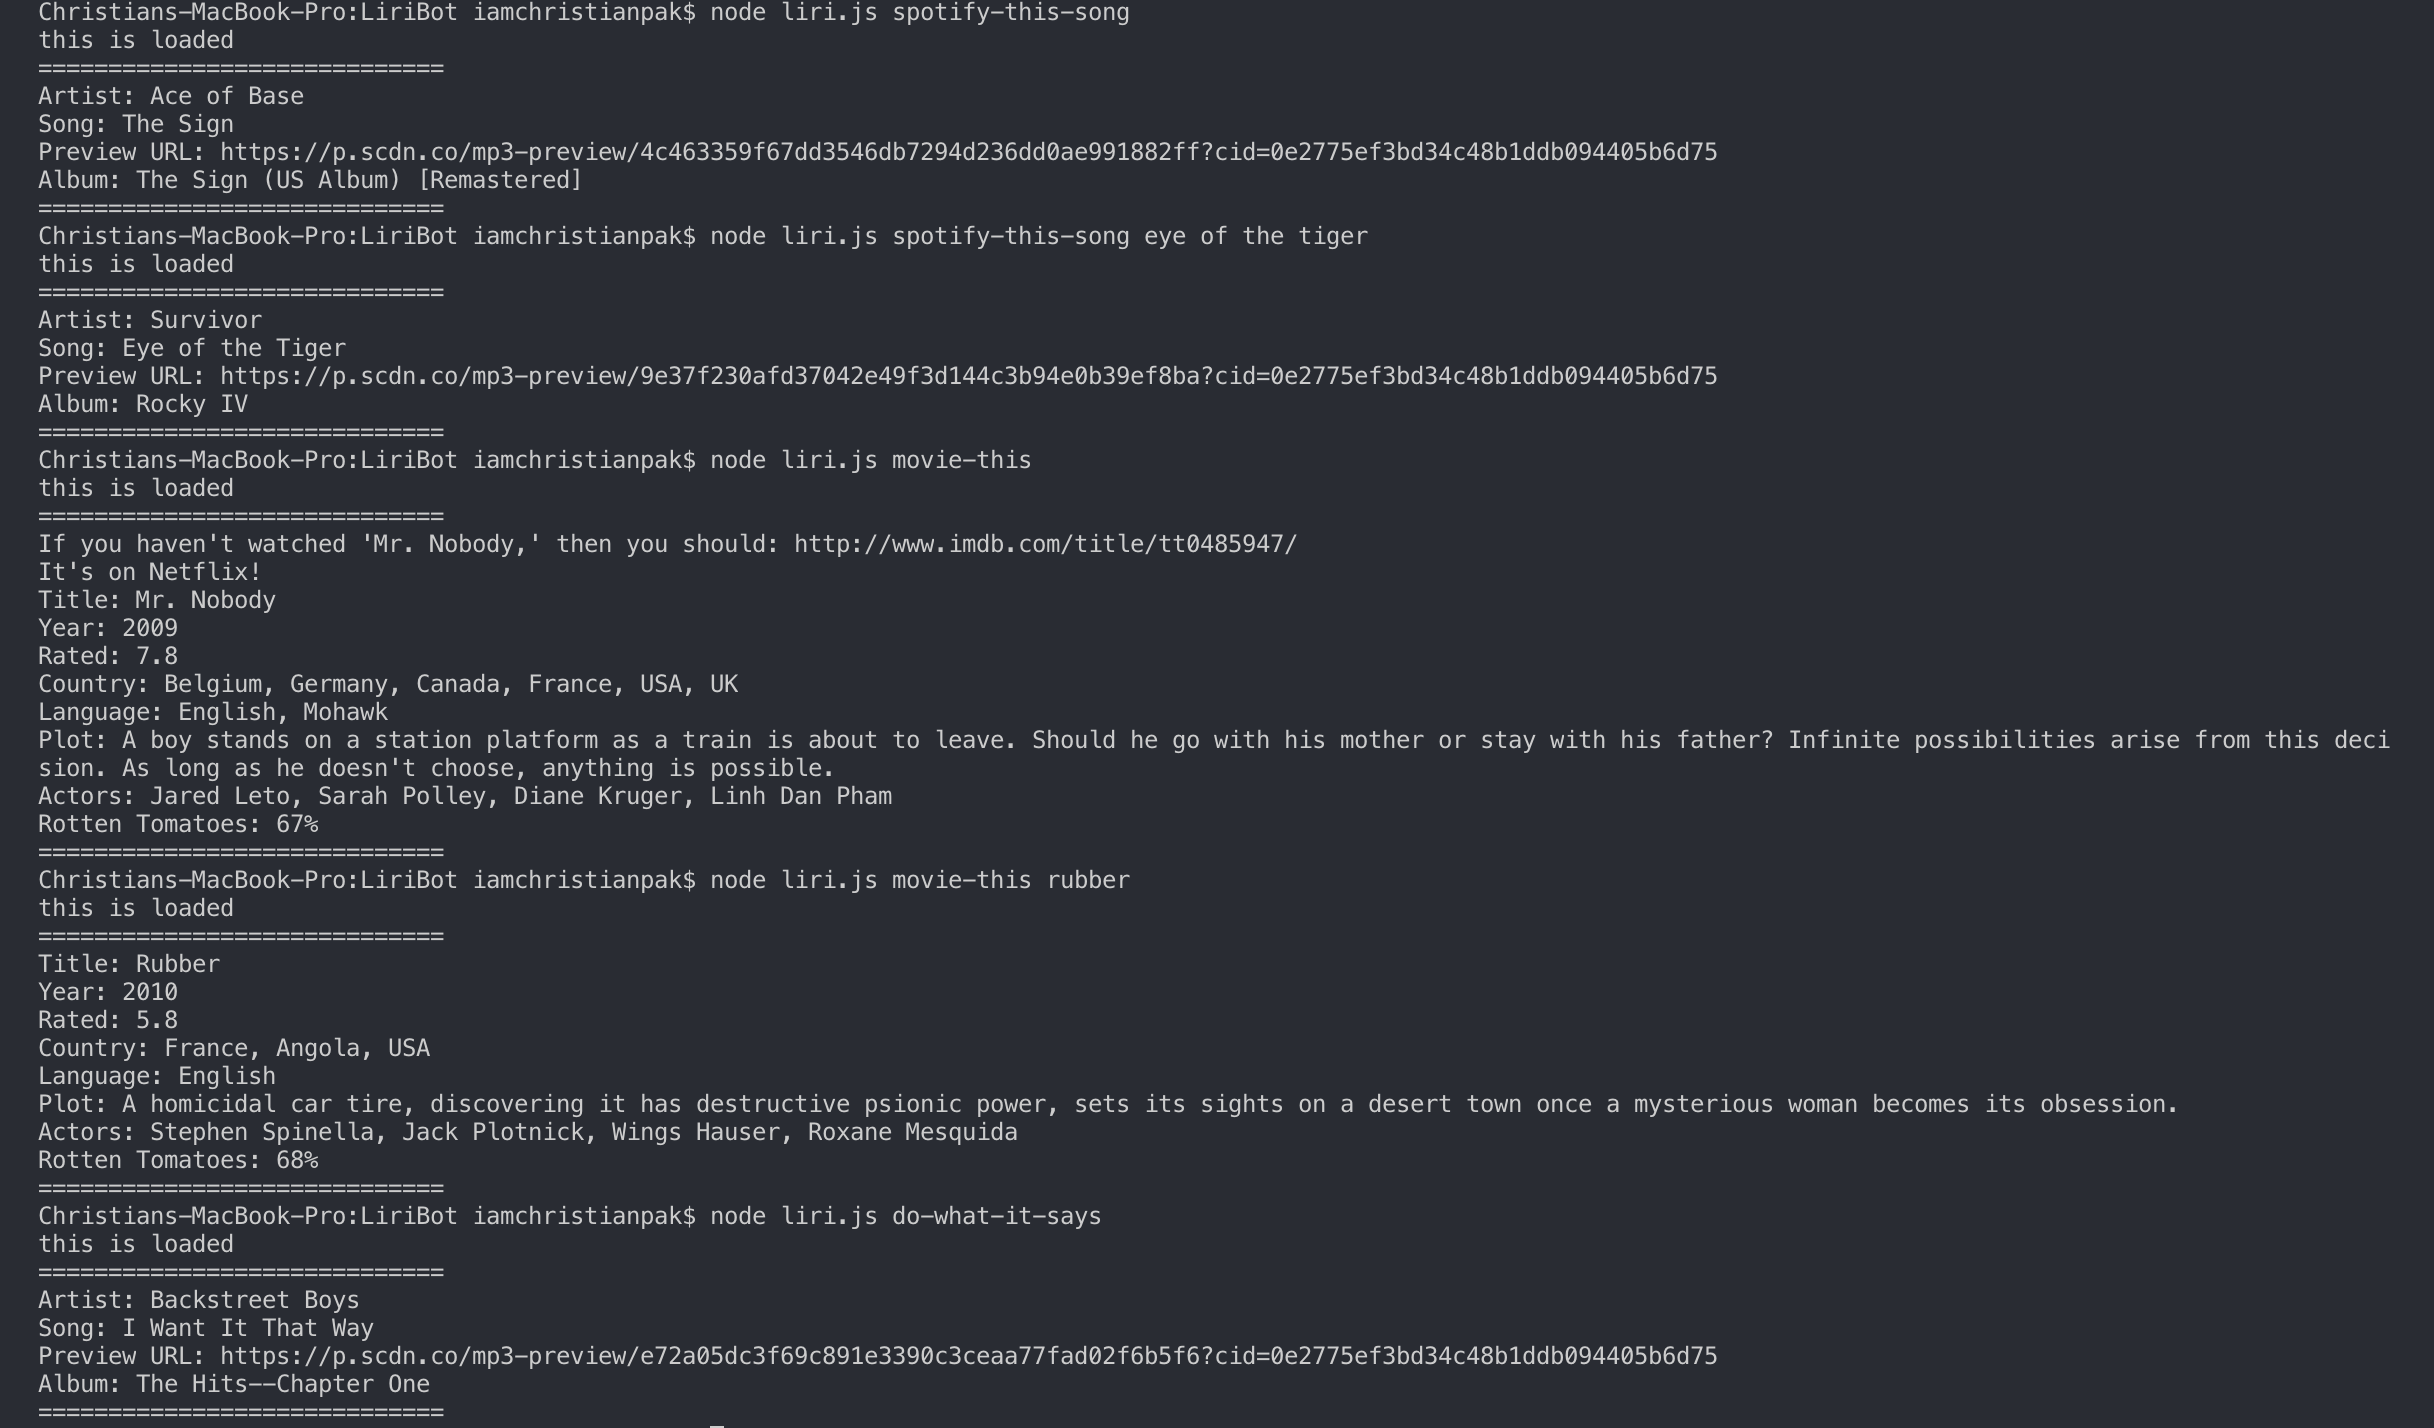 Christians-MacBook-Pro:LiriBot iamchristianpak$ node liri.js spotify-this-song
this is loaded
=============================
Artist: Ace of Base
Song: The Sign
Preview URL: https://p.scdn.co/mp3-preview/4c463359f67dd3546db7294d236dd0ae991882ff?cid=0e2775ef3bd34c48b1ddb094405b6d75
Album: The Sign (US Album) [Remastered]
=============================
Christians-MacBook-Pro:LiriBot iamchristianpak$ node liri.js spotify-this-song eye of the tiger
this is loaded
=============================
Artist: Survivor
Song: Eye of the Tiger
Preview URL: https://p.scdn.co/mp3-preview/9e37f230afd37042e49f3d144c3b94e0b39ef8ba?cid=0e2775ef3bd34c48b1ddb094405b6d75
Album: Rocky IV
=============================
Christians-MacBook-Pro:LiriBot iamchristianpak$ node liri.js movie-this
this is loaded
=============================
If you haven't watched 'Mr. Nobody,' then you should: http://www.imdb.com/title/tt0485947/
It's on Netflix!
Title: Mr. Nobody
Year: 2009
Rated: 7.8
Country: Belgium, Germany, Canada, France, USA, UK
Language: English, Mohawk
Plot: A boy stands on a station platform as a train is about to leave. Should he go with his mother or stay with his father? Infinite possibilities arise from this deci
sion. As long as he doesn't choose, anything is possible.
Actors: Jared Leto, Sarah Polley, Diane Kruger, Linh Dan Pham
Rotten Tomatoes: 67%
=============================
Christians-MacBook-Pro:LiriBot iamchristianpak$ node liri.js movie-this rubber
this is loaded
=============================
Title: Rubber
Year: 2010
Rated: 5.8
Country: France, Angola, USA
Language: English
Plot: A homicidal car tire, discovering it has destructive psionic power, sets its sights on a desert town once a mysterious woman becomes its obsession.
Actors: Stephen Spinella, Jack Plotnick, Wings Hauser, Roxane Mesquida
Rotten Tomatoes: 68%
=============================
Christians-MacBook-Pro:LiriBot iamchristianpak$ node liri.js do-what-it-says
this is loaded
=============================
Artist: Backstreet Boys
Song: I Want It That Way
Preview URL: https://p.scdn.co/mp3-preview/e72a05dc3f69c891e3390c3ceaa77fad02f6b5f6?cid=0e2775ef3bd34c48b1ddb094405b6d75
Album: The Hits--Chapter One
=============================